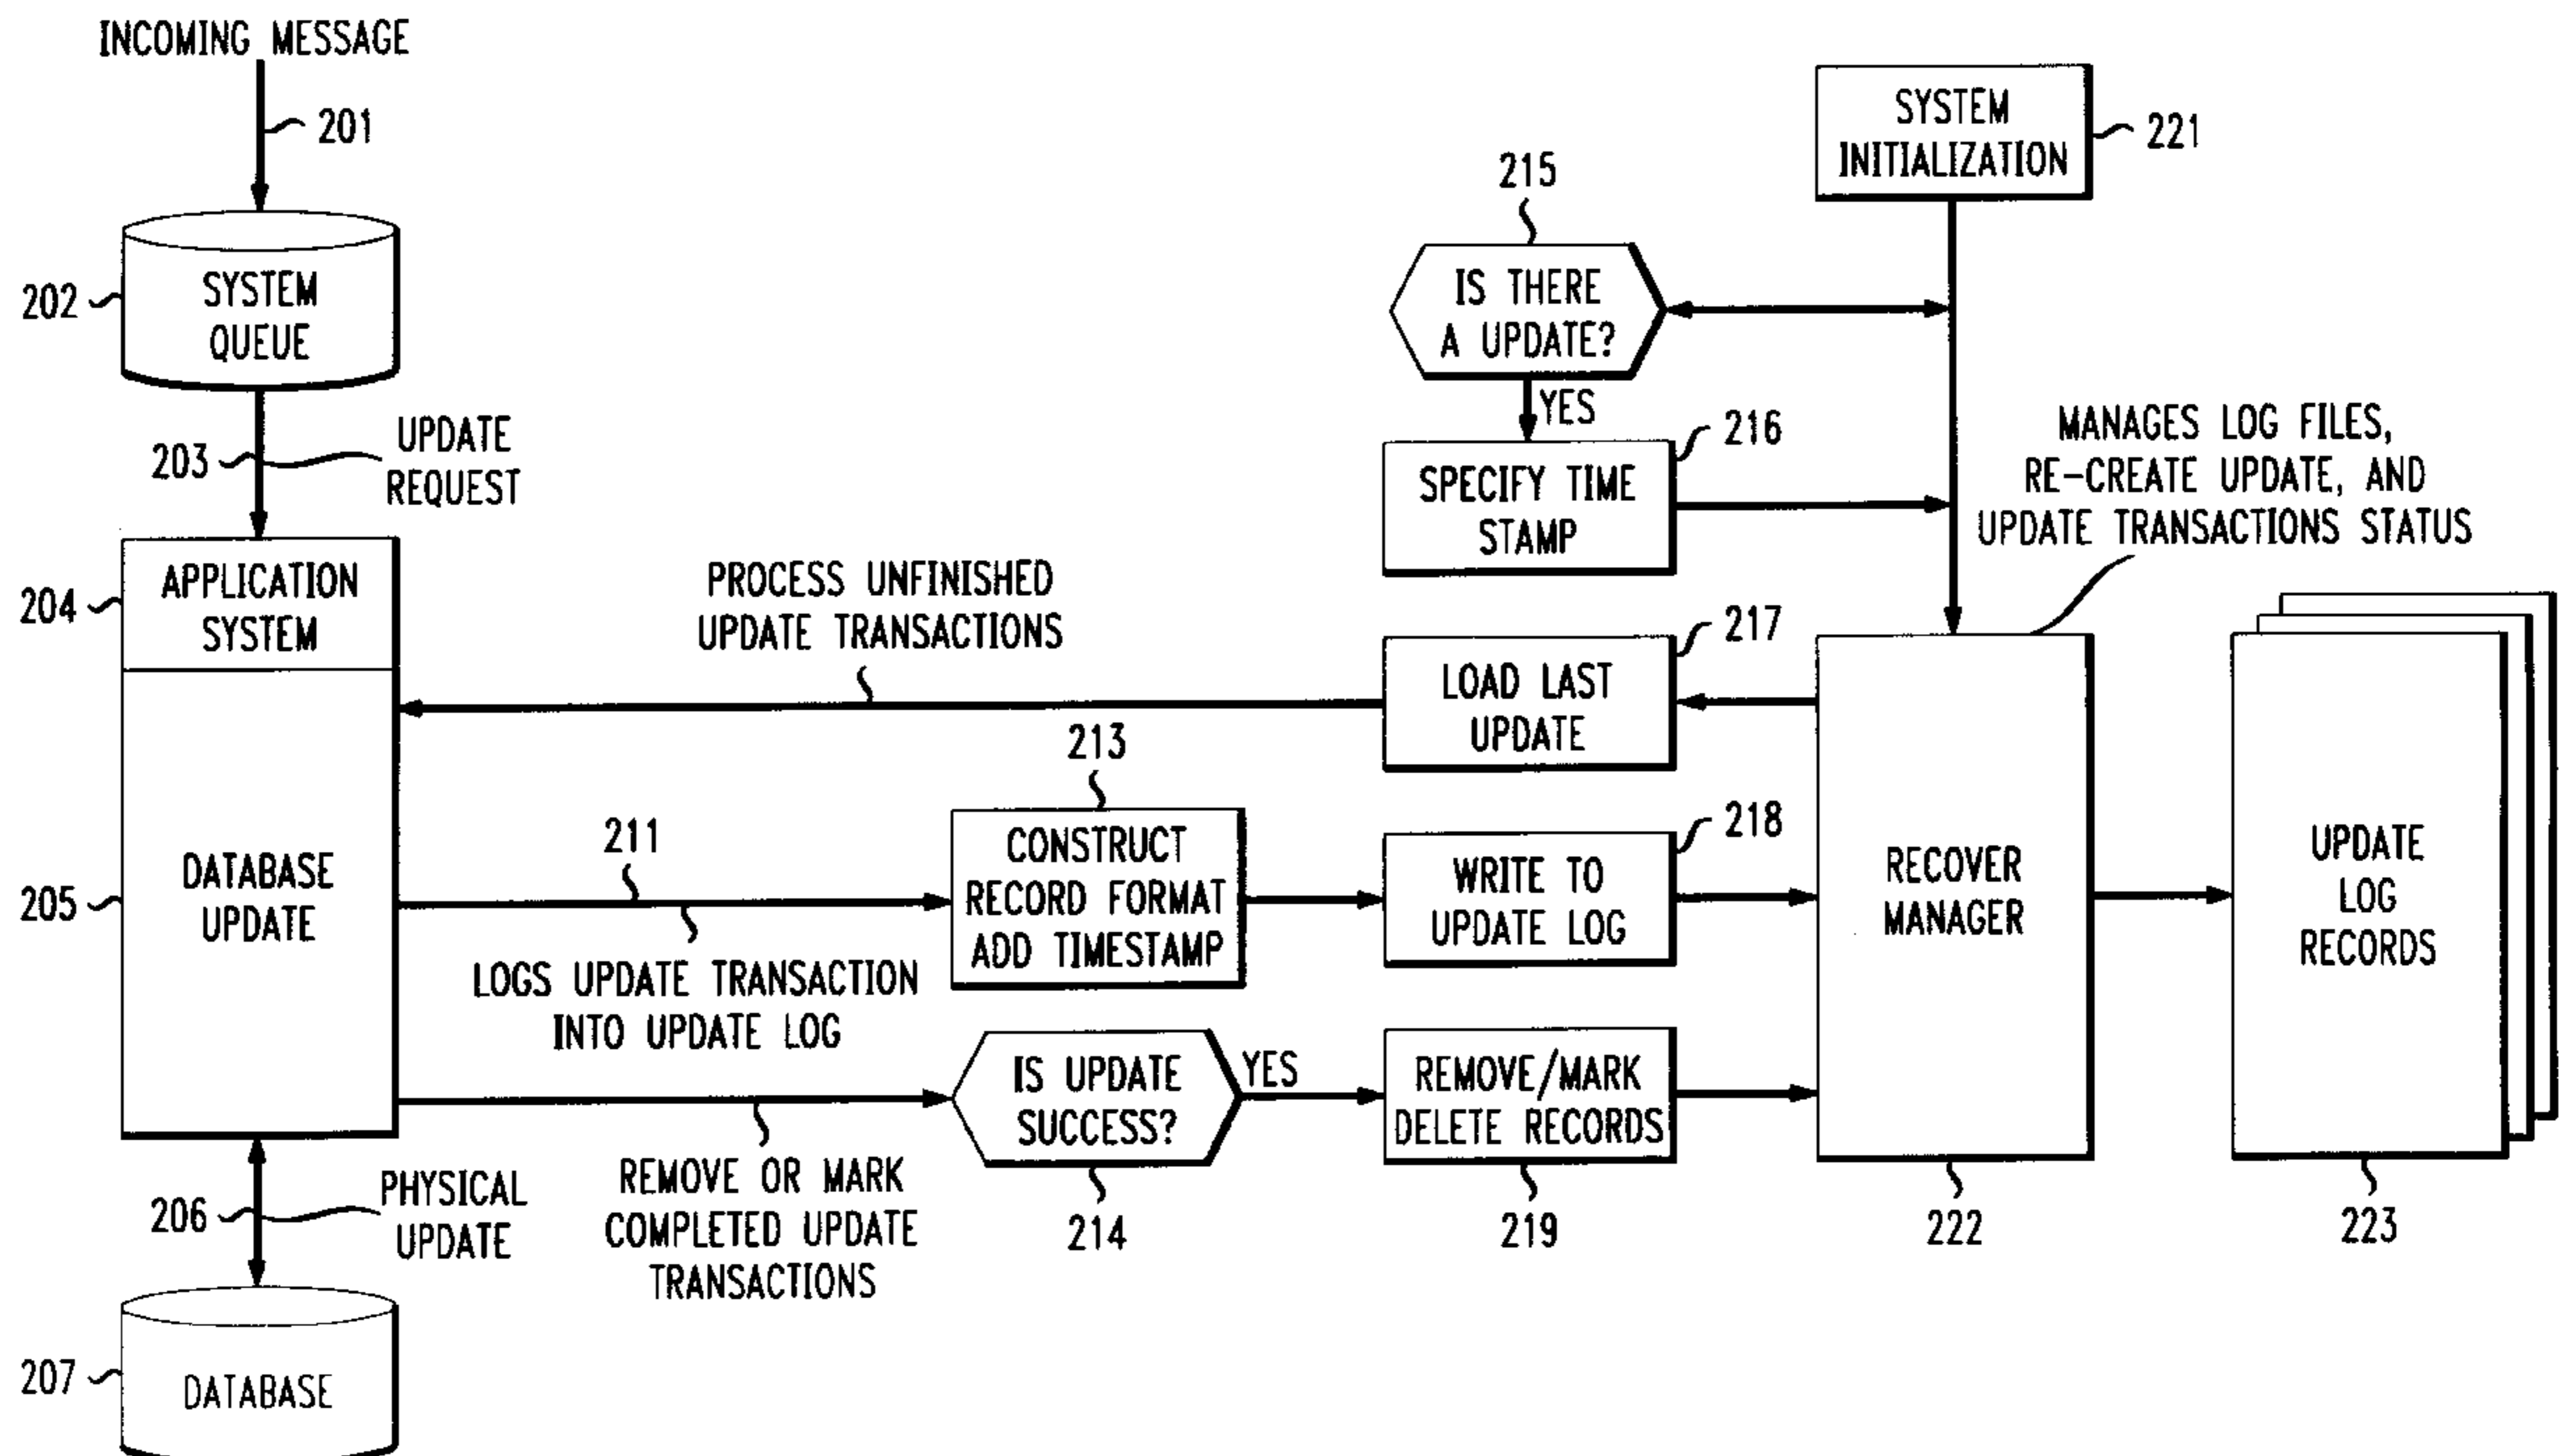 INCOMING MESSAGE
201
SYSTEM
QUEUE
202
203
UPDATE
REQUEST
APPLICATION
SYSTEM
204
DATABASE
UPDATE
205
206
PHYSICAL
UPDATE
DATABASE
207
PROCESS UNFINISHED
UPDATE TRANSACTIONS
211
LOGS UPDATE TRANSACTION
INTO UPDATE LOG
REMOVE OR MARK
COMPLETED UPDATE
TRANSACTIONS
213
CONSTRUCT
RECORD FORMAT
ADD TIMESTAMP
IS UPDATE
SUCCESS?
YES
214
215
IS THERE
A UPDATE?
YES
216
SPECIFY TIME
STAMP
217
LOAD LAST
UPDATE
218
WRITE TO
UPDATE LOG
REMOVE/MARK
DELETE RECORDS
219
SYSTEM
INITIALIZATION
221
MANAGES LOG FILES,
RE-CREATE UPDATE, AND
UPDATE TRANSACTIONS STATUS
RECOVER
MANAGER
222
UPDATE
LOG
RECORDS
223